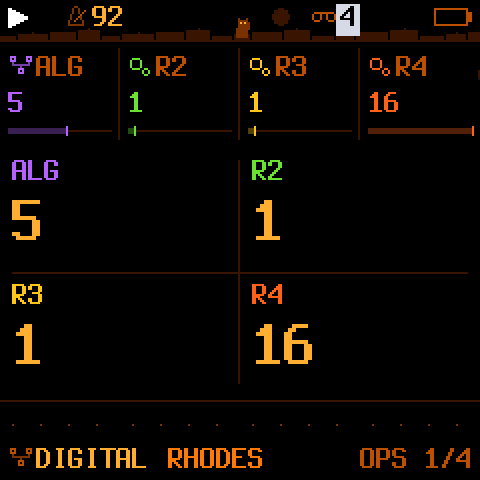 92 4
ALG R2 R3 R4
5 1 1 16
ALG R2
5 1
R3 R4
1 16
DIGITAL RHODES OPS 1/4